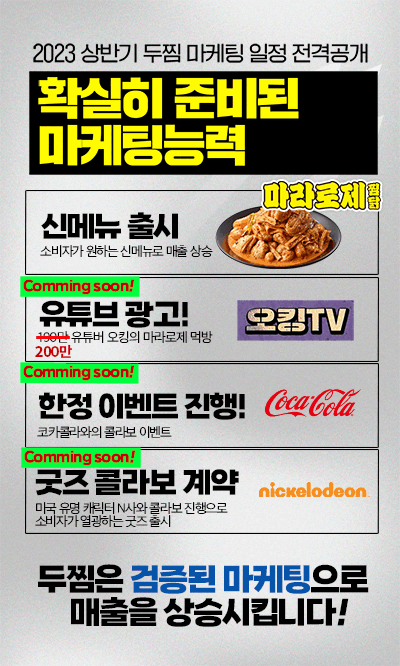 2023 상반기 두찜 마케팅 일정 전격공개
확실히 준비된
마케팅능력
마라로제찜닭
신메뉴 출시
소비자가 원하는 신메뉴로 매출 상승
Comming soon!
유튜브 광고!
오킹TV
190만 유튜버 오킹의 마라로제 먹방
200만
Comming soon!
한정 이벤트 진행!
Coca-Cola
코카콜라와의 콜라보 이벤트
Comming soon!
굿즈 콜라보 계약
nickelodeon
미국 유명 캐릭터 N사와 콜라보 진행으로
소비자가 열광하는 굿즈 출시
두찜은 검증된 마케팅으로
매출을 상승시킵니다!